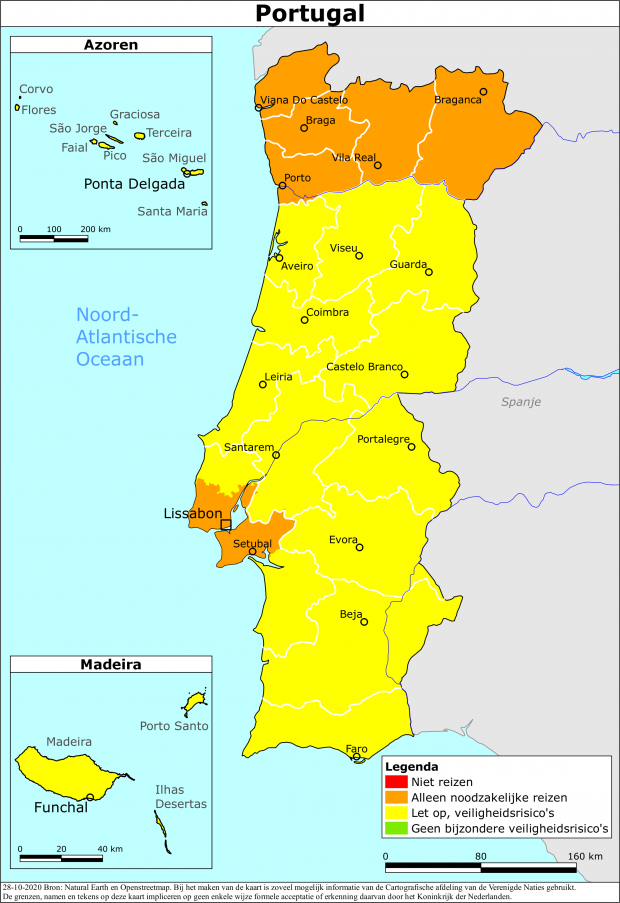 Portugal
Azoren
Corvo
Flores
Graciosa
São Jorge
Terceira
Faial
Pico
São Miguel
Ponta Delgada
Santa Maria
0 100 200 km
Viana Do Castelo
Braganca
Braga
Vila Real
Porto
Viseu
Aveiro
Guarda
Coimbra
Noord-
Atlantische
Oceaan
Castelo Branco
Leiria
Spanje
Portalegre
Santarem
Lissabon
Setubal
Evora
Beja
Faro
Madeira
Porto Santo
Madeira
Ilhas
Desertas
Funchal
0 20 40 km
Legenda
Niet reizen
Alleen noodzakelijke reizen
Let op, veiligheidsrisico's
Geen bijzondere veiligheidsrisico's
0 80 160 km
28-10-2020 Bron: Natural Earth en Openstreetmap. Bij het maken van de kaart is zoveel mogelijk informatie van de Cartografische afdeling van de Verenigde Naties gebruikt.
De grenzen, namen en tekens op deze kaart impliceren op geen enkele wijze formele acceptatie of erkenning daarvan door het Koninkrijk der Nederlanden.